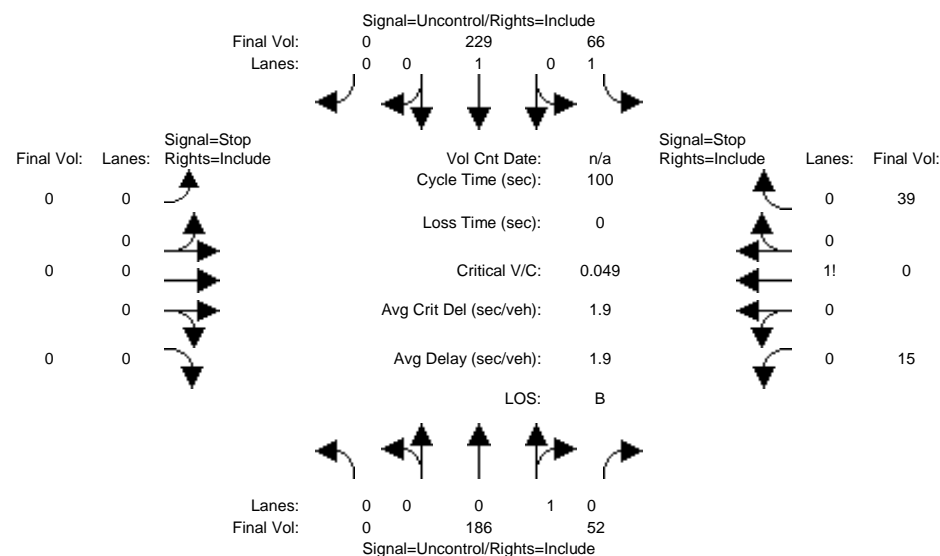 Signal=Uncontrol/Rights=Include
Final Vol: 0 229 66
Lanes: 0 0 1 0 1
Signal=Stop Signal=Stop
Final Vol: Lanes: Rights=Include Vol Cnt Date: n/a Rights=Include Lanes: Final Vol:
Cycle Time (sec): 100
0 0 0 39
Loss Time (sec): 0
0 0
0 0 Critical V/C: 0.049 1! 0
0 Avg Crit Del (sec/veh): 1.9 0
0 0 Avg Delay (sec/veh): 1.9 0 15
LOS: B
Lanes: 0 0 0 1 0
Final Vol: 0 186 52
Signal=Uncontrol/Rights=Include